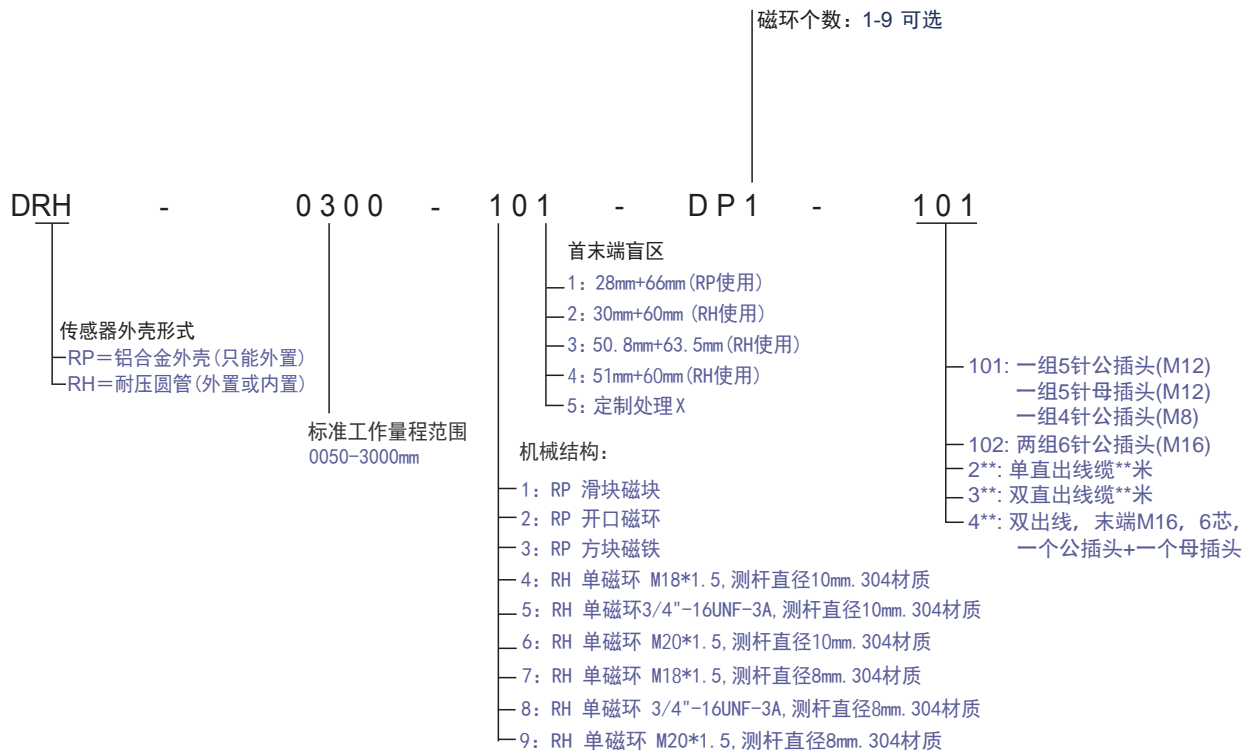 磁环个数：1-9 可选
DRH - 0300 - 101 - DP1 - 101
传感器外壳形式
RP＝铝合金外壳(只能外置)
RH＝耐压圆管(外置或内置)
标准工作量程范围
0050-3000mm
首末端盲区
1：28mm+66mm(RP使用)
2：30mm+60mm (RH使用)
3：50.8mm+63.5mm(RH使用)
4：51mm+60mm(RH使用)
5：定制处理X
机械结构：
1：RP 滑块磁块
2：RP 开口磁环
3：RP 方块磁铁
4：RH 单磁环 M18*1.5,测杆直径10mm.304材质
5：RH 单磁环3/4"-16UNF-3A,测杆直径10mm.304材质
6：RH 单磁环 M20*1.5,测杆直径10mm.304材质
7：RH 单磁环 M18*1.5,测杆直径8mm.304材质
8：RH 单磁环 3/4"-16UNF-3A,测杆直径8mm.304材质
9：RH 单磁环 M20*1.5,测杆直径8mm.304材质
101: 一组5针公插头(M12)
一组5针母插头(M12)
一组4针公插头(M8)
102: 两组6针公插头(M16)
2**: 单直出线缆**米
3**: 双直出线缆**米
4**: 双出线，末端M16，6芯，
一个公插头+一个母插头